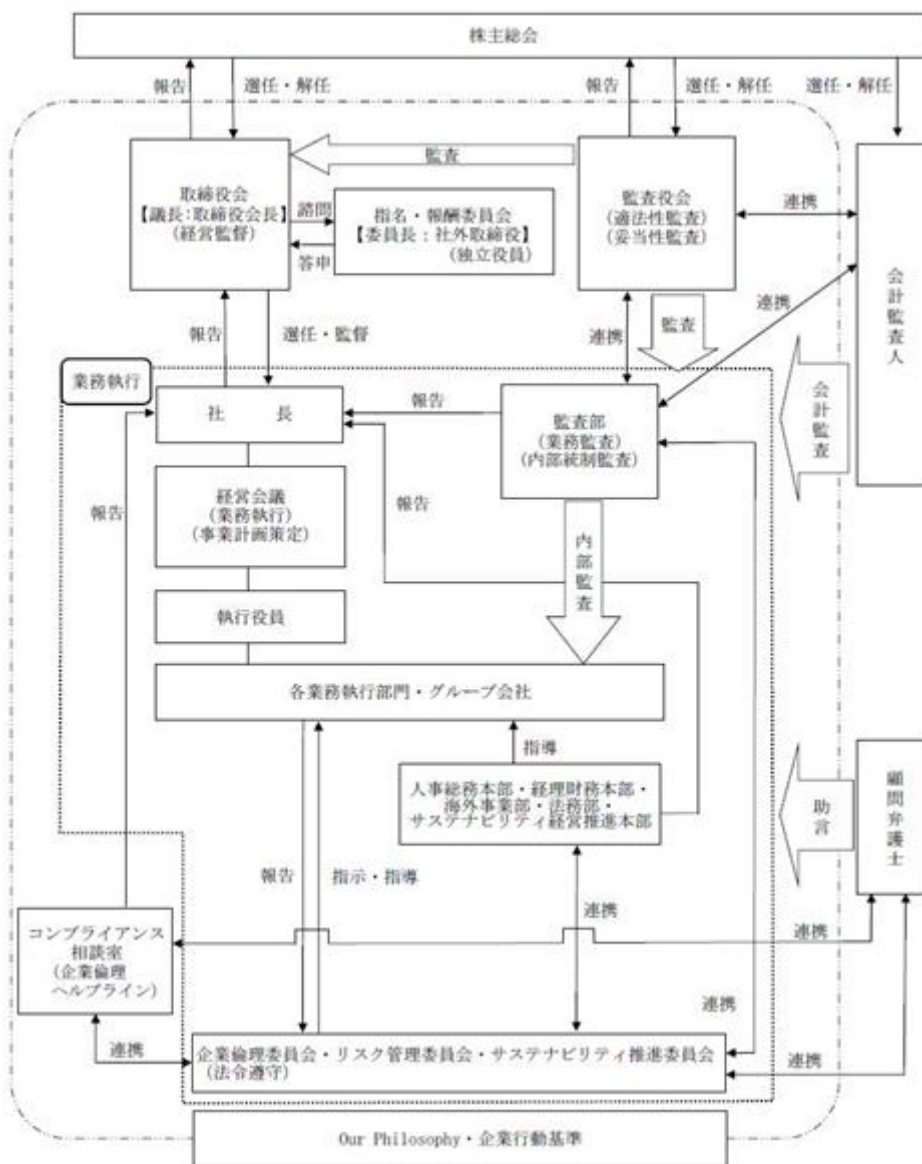 株主総会
報告
選任・解任
報告
選任・解任
選任・解任
取締役会
【議長：取締役会長】
(経営監督)
諮問
答申
指名・報酬委員会
【委員長：社外取締役】
(独立役員)
監査
監査役会
(適法性監査)
(妥当性監査)
連携
会計監査人
報告
選任・監督
連携
監査
連携
業務執行
社　長
報告
監査部
(業務監査)
(内部統制監査)
会計監査
経営会議
(業務執行)
(事業計画策定)
報告
報告
内部監査
執行役員
各業務執行部門・グループ会社
指導
人事総務本部・経理財務本部・
海外事業部・法務部・
サステナビリティ経営推進本部
助言
顧問弁護士
報告
指示・指導
連携
連携
コンプライアンス
相談室
(企業倫理
ヘルプライン)
連携
連携
連携
企業倫理委員会・リスク管理委員会・サステナビリティ推進委員会
(法令遵守)
Our Philosophy・企業行動基準